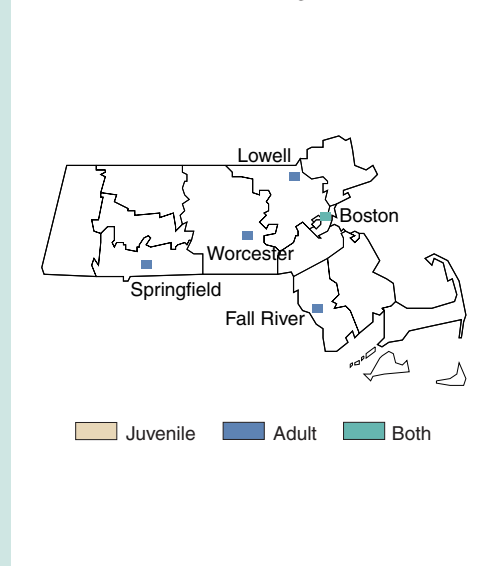 Lowell
Boston
Worcester
Springfield
Fall River
Juvenile Adult Both